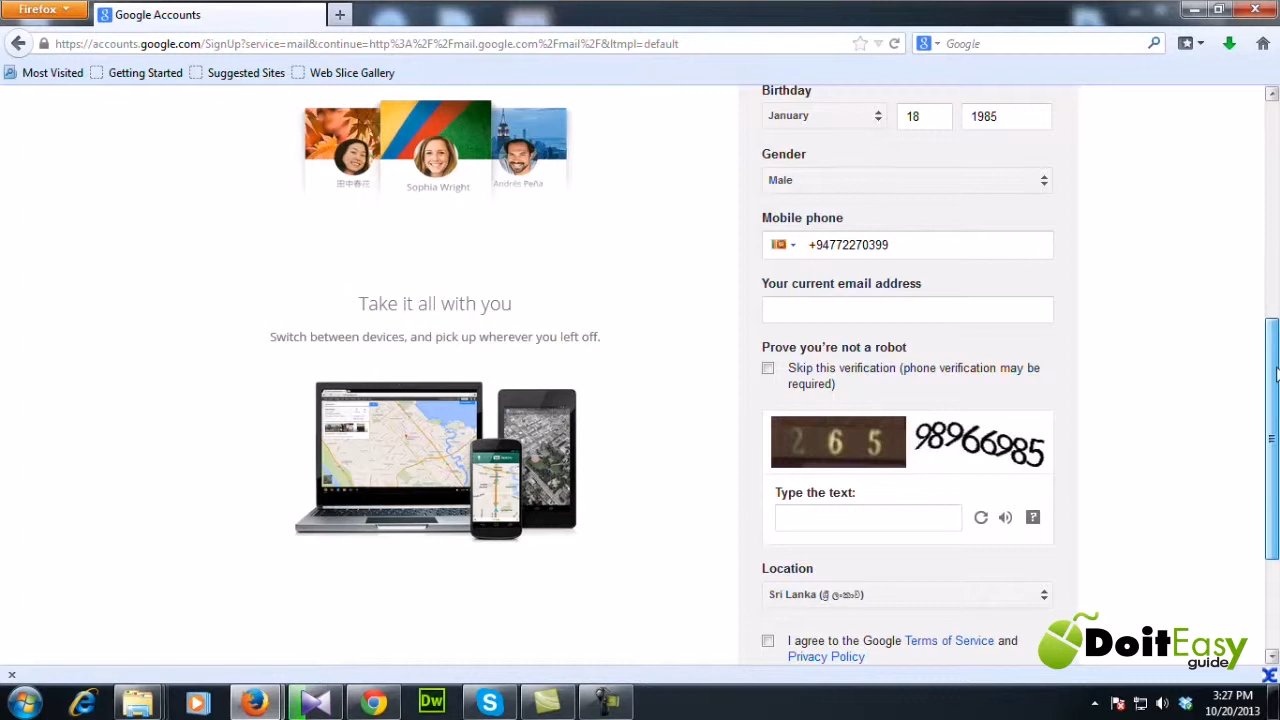 Firefox
Google Accounts
https://accounts.google.com/SignUp?service=mail&continue=http%3A%2F%2Fmail.google.com%2Fmail%2F&ltmpl=default
Google
Most Visited
Getting Started
Suggested Sites
Web Slice Gallery
田中春花
Sophia Wright
Andrés Peña
Take it all with you
Switch between devices, and pick up wherever you left off.
Birthday
January
18
1985
Gender
Male
Mobile phone
+94772270399
Your current email address
Prove you're not a robot
Skip this verification (phone verification may be
required)
265
98966985
Type the text:
Location
Sri Lanka (ශ්‍රී ලංකාව)
I agree to the Google Terms of Service and
Privacy Policy
DoitEasy
guide
Dw
3:27 PM
10/20/2013